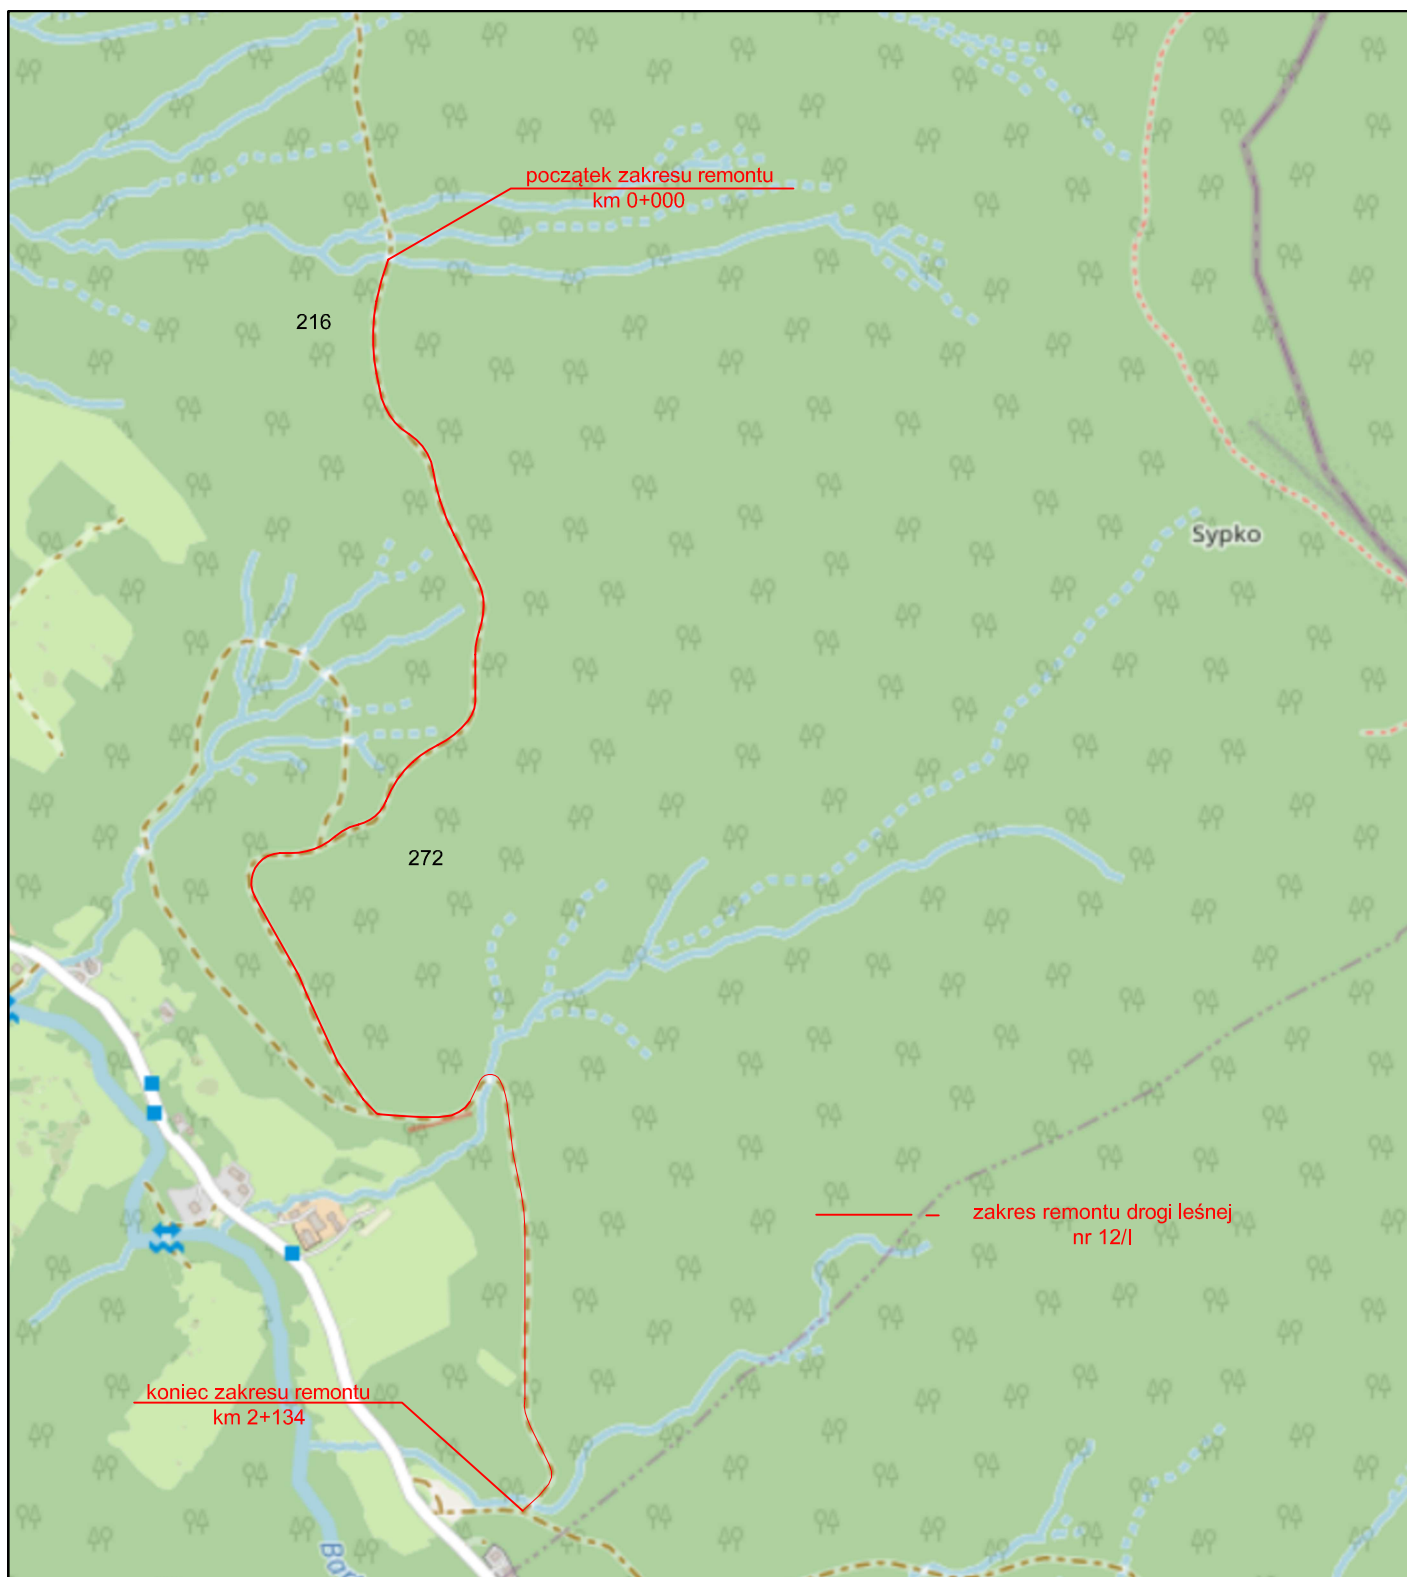 początek zakresu remontu
km 0+000
216
Sypko
272
zakres remontu drogi leśnej
nr 12/I
koniec zakresu remontu
km 2+134